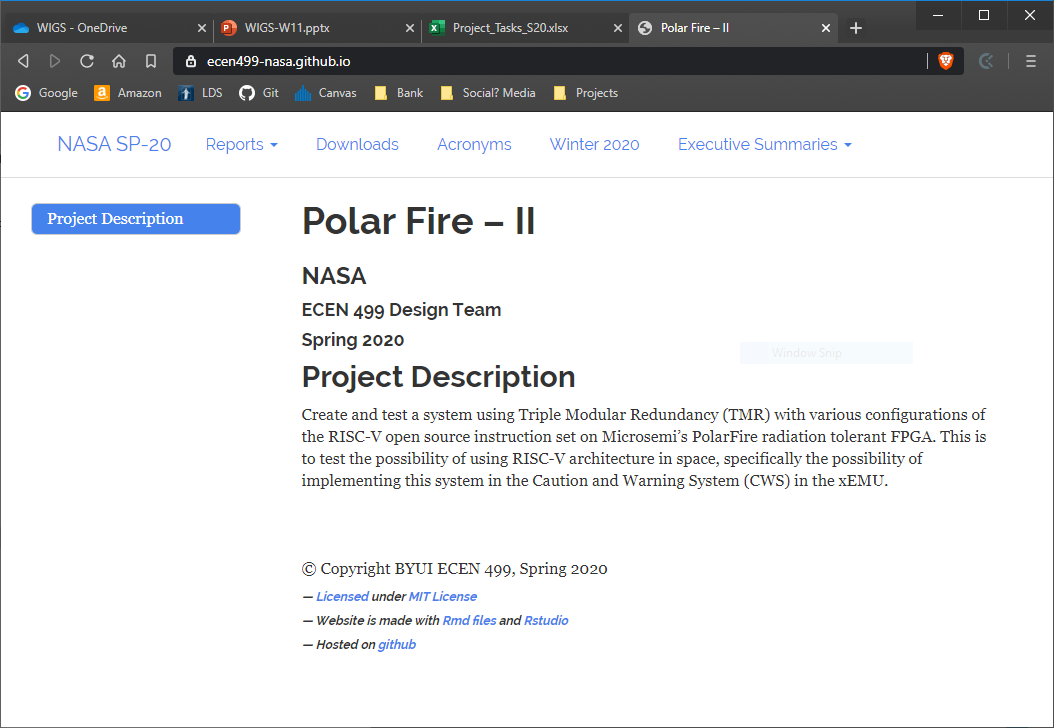 WIGS - OneDrive
WIGS-W11.pptx
Project_Tasks_S20.xlsx
Polar Fire – II
ecen499-nasa.github.io
Google
Amazon
LDS
Git
Canvas
Bank
Social? Media
Projects
NASA SP-20
Reports
Downloads
Acronyms
Winter 2020
Executive Summaries
Project Description
Polar Fire – II
NASA
ECEN 499 Design Team
Spring 2020
Window Snip
Project Description
Create and test a system using Triple Modular Redundancy (TMR) with various configurations of
the RISC-V open source instruction set on Microsemi’s PolarFire radiation tolerant FPGA. This is
to test the possibility of using RISC-V architecture in space, specifically the possibility of
implementing this system in the Caution and Warning System (CWS) in the xEMU.
© Copyright BYUI ECEN 499, Spring 2020
— Licensed under MIT License
— Website is made with Rmd files and Rstudio
— Hosted on github